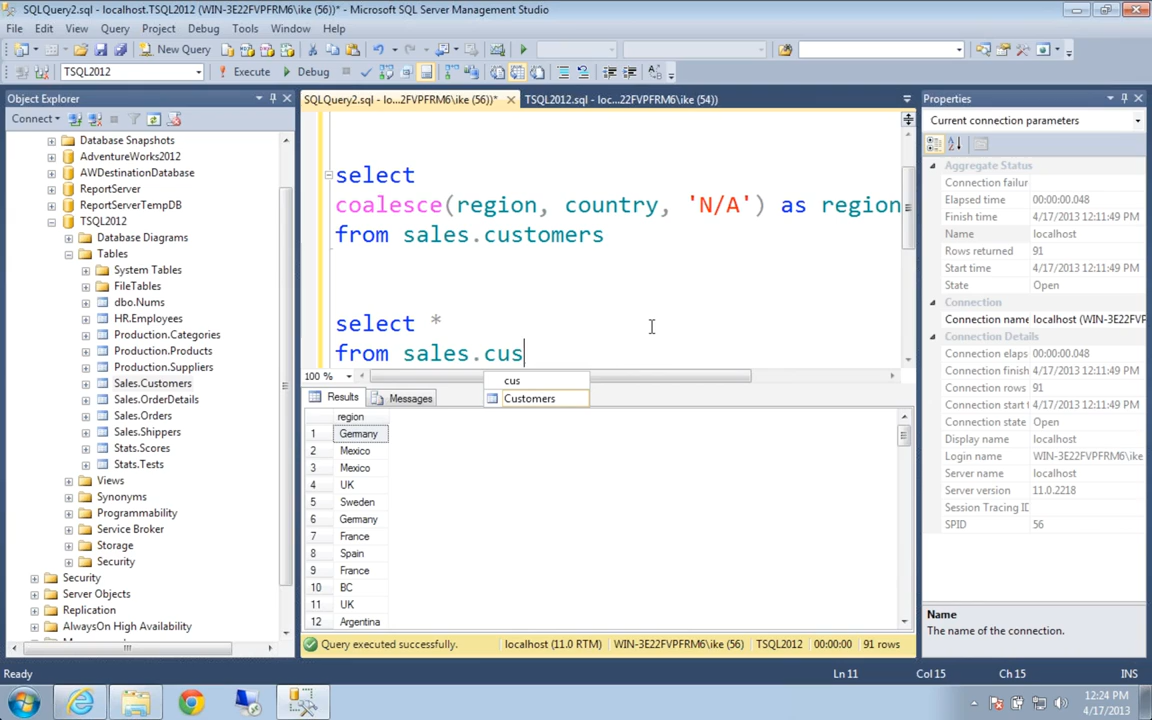 SQLQuery2.sql - localhost.TSQL2012 (WIN-3E22FVPFRM6\ike (56))* - Microsoft SQL Server Management Studio
File Edit View Query Project Debug Tools Window Help
New Query
TSQL2012 Execute Debug
Object Explorer
Connect
Database Snapshots
AdventureWorks2012
AWDestinationDatabase
ReportServer
ReportServerTempDB
TSQL2012
Database Diagrams
Tables
System Tables
FileTables
dbo.Nums
HR.Employees
Production.Categories
Production.Products
Production.Suppliers
Sales.Customers
Sales.OrderDetails
Sales.Orders
Sales.Shippers
Stats.Scores
Stats.Tests
Views
Synonyms
Programmability
Service Broker
Storage
Security
Security
Server Objects
Replication
AlwaysOn High Availability
SQLQuery2.sql - lo...2FVPFRM6\ike (56))* TSQL2012.sql - loc...22FVPFRM6\ike (54))
select
coalesce(region, country, 'N/A') as region
from sales.customers
select *
from sales.cus
cus
Customers
100 %
Results Messages
region
1 Germany
2 Mexico
3 Mexico
4 UK
5 Sweden
6 Germany
7 France
8 Spain
9 France
10 BC
11 UK
12 Argentina
Query executed successfully. localhost (11.0 RTM) WIN-3E22FVPFRM6\ike (56) TSQL2012 00:00:00 91 rows
Properties
Current connection parameters
Aggregate Status
Connection failur
Elapsed time 00:00:00.048
Finish time 4/17/2013 12:11:49 PM
Name localhost
Rows returned 91
Start time 4/17/2013 12:11:49 PM
State Open
Connection
Connection name localhost (WIN-3E22FVPF
Connection Details
Connection elaps 00:00:00.048
Connection finish 4/17/2013 12:11:49 PM
Connection rows 91
Connection start t 4/17/2013 12:11:49 PM
Connection state Open
Display name localhost
Login name WIN-3E22FVPFRM6\ike
Server name localhost
Server version 11.0.2218
Session Tracing ID
SPID 56
Name
The name of the connection.
Ready Ln 11 Col 15 Ch 15 INS
12:24 PM
4/17/2013